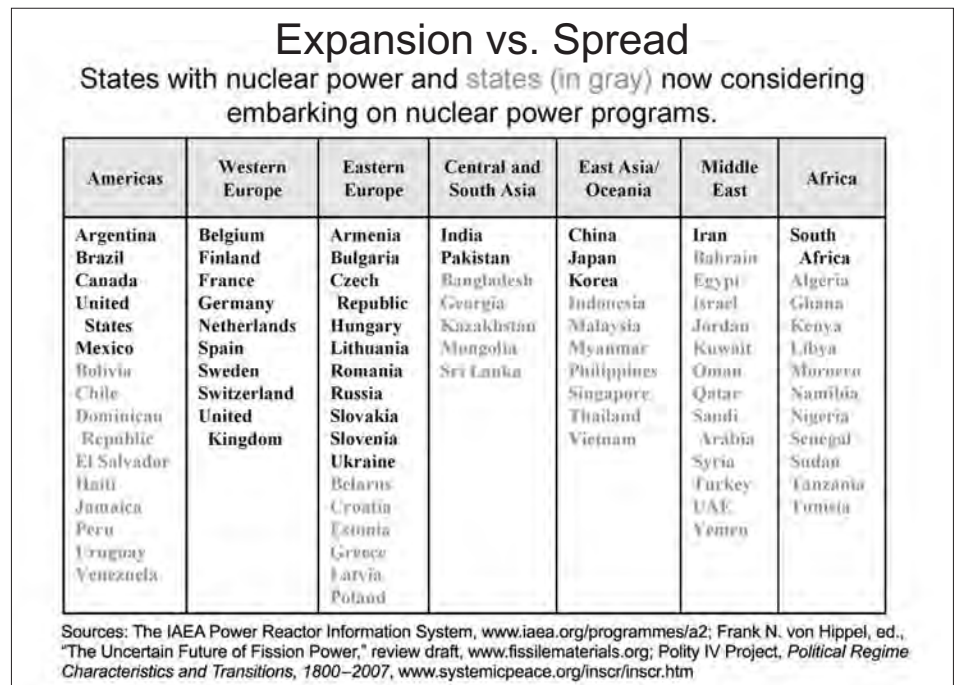 Expansion vs. Spread
States with nuclear power and states (in gray) now considering
embarking on nuclear power programs.
Americas
Western
Europe
Eastern
Europe
Central and
South Asia
East Asia/
Oceania
Middle
East
Africa
Argentina
Brazil
Canada
United
States
Mexico
Bolivia
Chile
Dominican
Republic
El Salvador
Haiti
Jamaica
Peru
Uruguay
Venezuela
Belgium
Finland
France
Germany
Netherlands
Spain
Sweden
Switzerland
United
Kingdom
Armenia
Bulgaria
Czech
Republic
Hungary
Lithuania
Romania
Russia
Slovakia
Slovenia
Ukraine
Belarus
Croatia
Estonia
Greece
Latvia
Poland
India
Pakistan
Bangladesh
Georgia
Kazakhstan
Mongolia
Sri Lanka
China
Japan
Korea
Indonesia
Malaysia
Myanmar
Philippines
Singapore
Thailand
Vietnam
Iran
Bahrain
Egypt
Israel
Jordan
Kuwait
Oman
Qatar
Saudi
Arabia
Syria
Turkey
UAE
Yemen
South
Africa
Algeria
Ghana
Kenya
Libya
Morocco
Namibia
Nigeria
Senegal
Sudan
Tanzania
Tunisia
Sources: The IAEA Power Reactor Information System, www.iaea.org/programmes/a2; Frank N. von Hippel, ed.,
"The Uncertain Future of Fission Power," review draft, www.fissilematerials.org; Polity IV Project, Political Regime
Characteristics and Transitions, 1800–2007, www.systemicpeace.org/inscr/inscr.htm